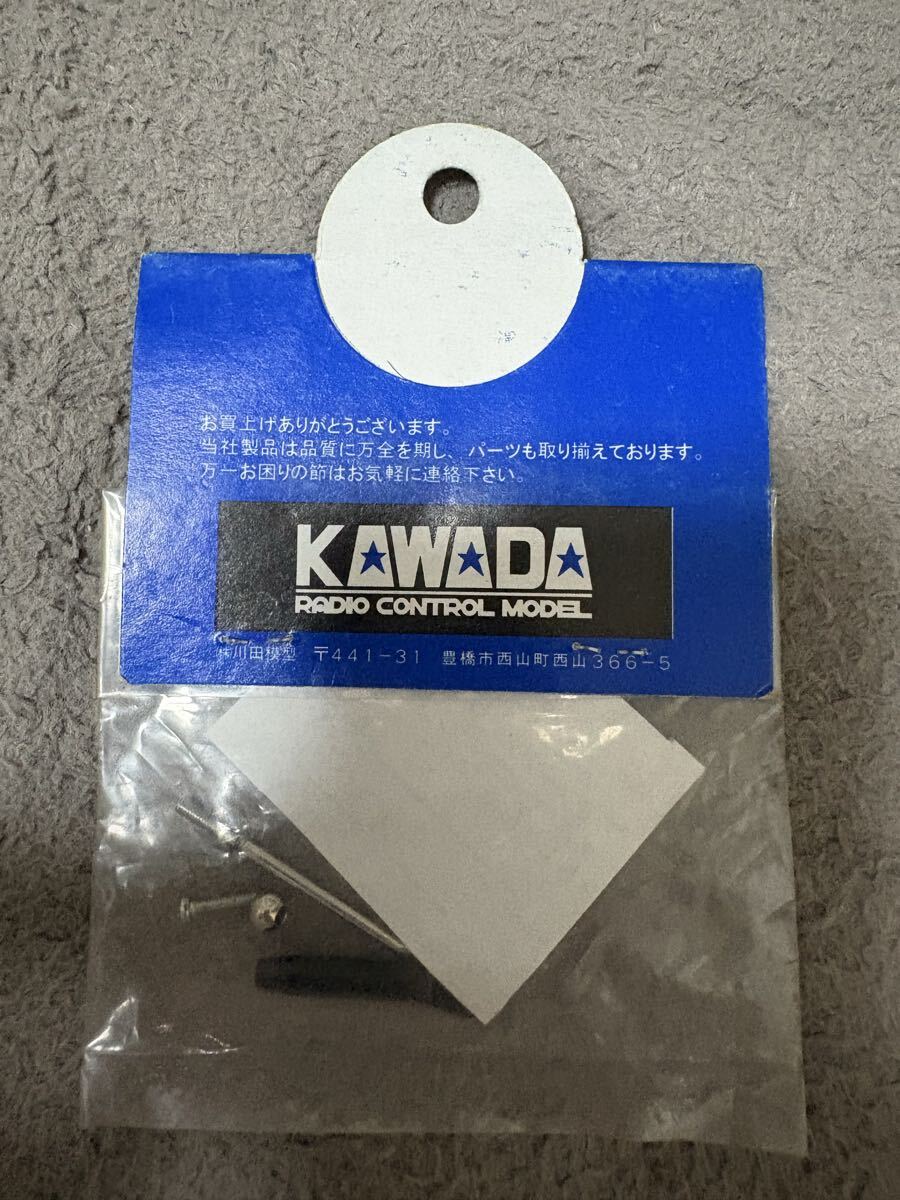 お買上げありがとうございます。
当社製品は品質に万全を期し、パーツも取り揃えております。
万一お困りの節はお気軽に連絡下さい。
KAWADA
RADIO CONTROL MODEL
㈱川田模型 〒441-31 豊橋市西山町西山366-5